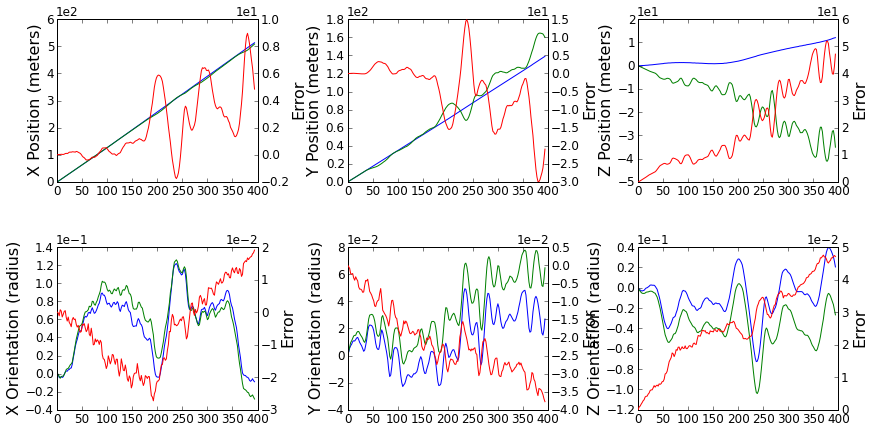 1e2 1e1 1e2 1e1 1e1
6 1.0 1.8 1.5 2 6
5 0.8 1.6 1.0 1 5
4 0.6 1.4 0.5 0 4
3 0.4 1.2 0.0 −1 3
2 0.2 1.0 −0.5 −2 2
1 0.0 0.8 −1.0 −3 1
0 −0.2 0.6 −1.5 −4 0
0.4 −2.0 −5
0.2 −2.5
0.0 −3.0
X Position (meters) Error Y Position (meters) Error Z Position (meters) Error
0 50 100 150 200 250 300 350 400 0 50 100 150 200 250 300 350 400 0 50 100 150 200 250 300 350 400
1e−1 1e−2 1e−2 1e−2 1e−1 1e−2
1.4 2 8 0.5 0.4 5
1.2 1 6 0.0 0.2 4
1.0 0 4 −0.5 0.0 3
0.8 −1 2 −1.0 −0.2 2
0.6 −2 0 −1.5 −0.4 1
0.4 −3 −2 −2.0 −0.6 0
0.2 −4 −2.5 −0.8
0.0 −3.0 −1.0
−0.2 −3.5 −1.2
−0.4 −4.0
X Orientation (radius) Error Y Orientation (radius) Error Z Orientation (radius) Error
0 50 100 150 200 250 300 350 400 0 50 100 150 200 250 300 350 400 0 50 100 150 200 250 300 350 400